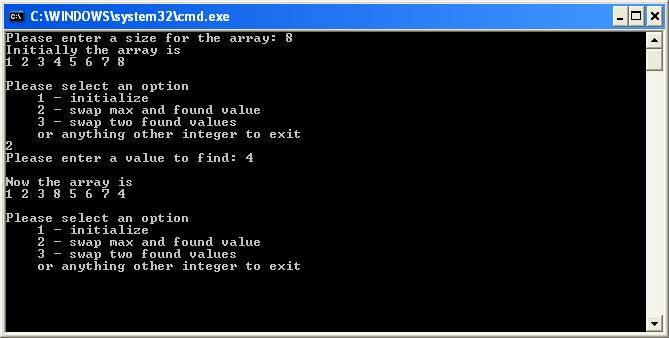 C:\WINDOWS\system32\cmd.exe
Please enter a size for the array: 8
Initially the array is
1 2 3 4 5 6 7 8
Please select an option
1 - initialize
2 - swap max and found value
3 - swap two found values
or anything other integer to exit
2
Please enter a value to find: 4
Now the array is
1 2 3 8 5 6 7 4
Please select an option
1 - initialize
2 - swap max and found value
3 - swap two found values
or anything other integer to exit